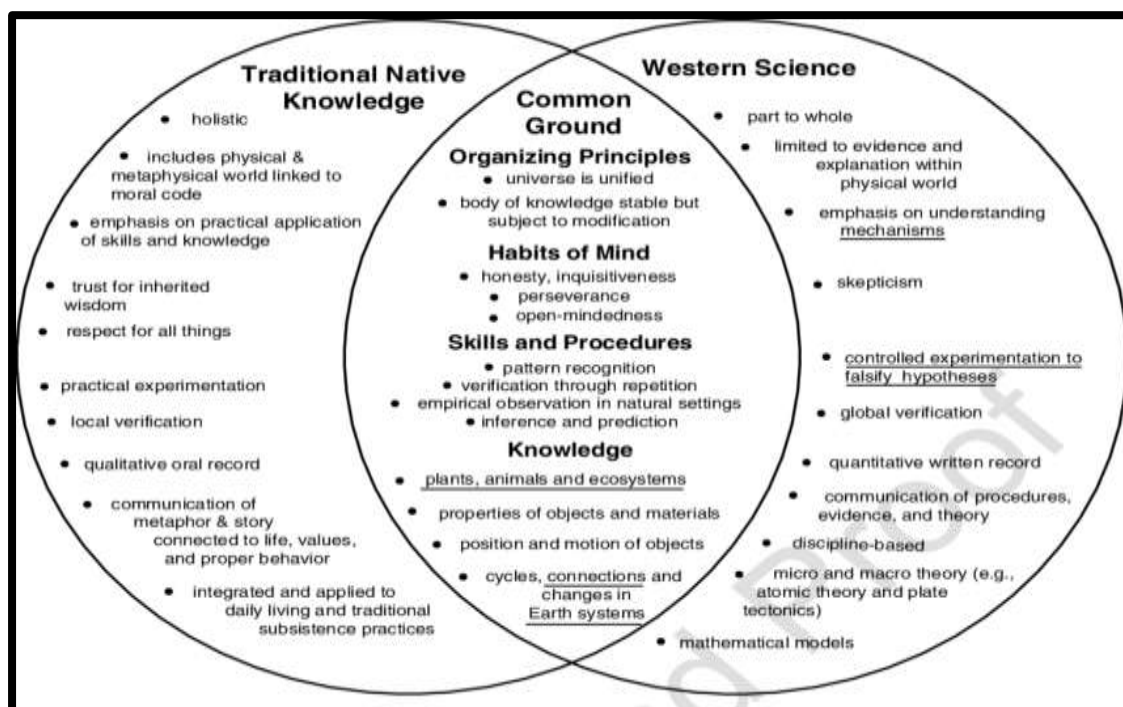 Traditional Native
Knowledge
• holistic
• includes physical &
metaphysical world linked to
moral code
• emphasis on practical application
of skills and knowledge
• trust for inherited
wisdom
• respect for all things
• practical experimentation
• local verification
• qualitative oral record
• communication of
metaphor & story
connected to life, values,
and proper behavior
• integrated and applied to
daily living and traditional
subsistence practices
Common
Ground
Organizing Principles
• universe is unified
• body of knowledge stable but
subject to modification
Habits of Mind
• honesty, inquisitiveness
• perseverance
• open-mindedness
Skills and Procedures
• pattern recognition
• verification through repetition
• empirical observation in natural settings
• inference and prediction
Knowledge
• plants, animals and ecosystems
• properties of objects and materials
• position and motion of objects
• cycles, connections and
changes in
Earth systems
Western Science
• part to whole
• limited to evidence and
explanation within
physical world
• emphasis on understanding
mechanisms
• skepticism
• controlled experimentation to
falsify hypotheses
• global verification
• quantitative written record
• communication of procedures,
evidence, and theory
• discipline-based
• micro and macro theory (e.g.,
atomic theory and plate
tectonics)
• mathematical models
d Proof